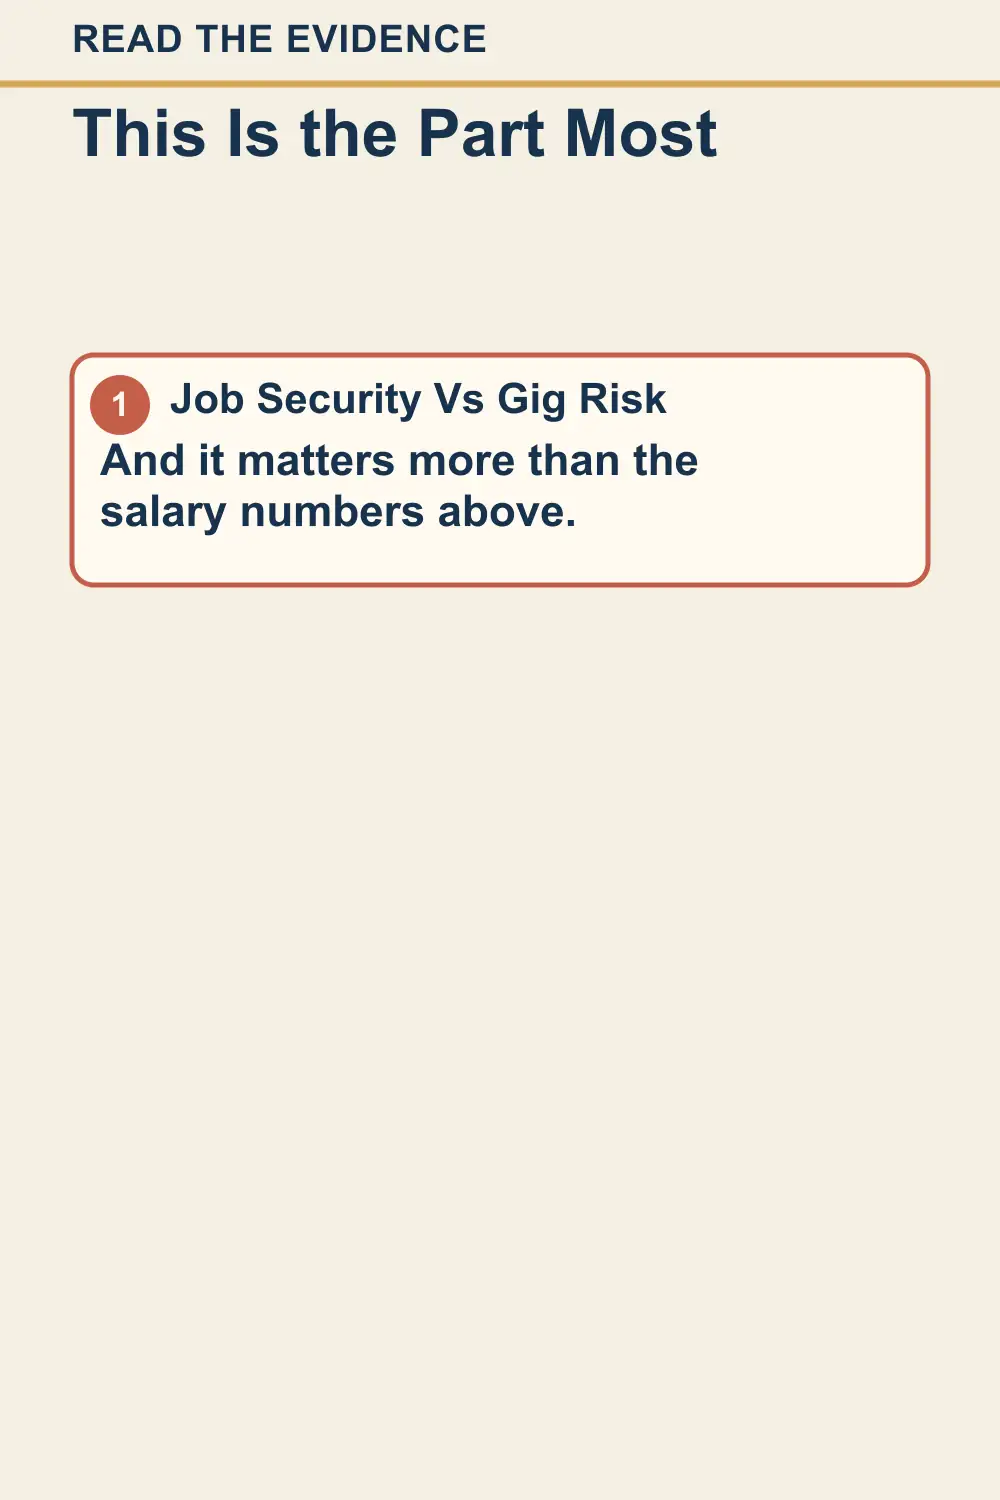 READ THE EVIDENCE
This Is the Part Most
1 Job Security Vs Gig Risk
And it matters more than the
salary numbers above.